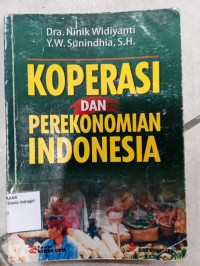 Dra. Ninik Widiyanti
Y.W. Sunindhia, S.H.
KOPERASI
DAN
PEREKONOMIAN
INDONESIA